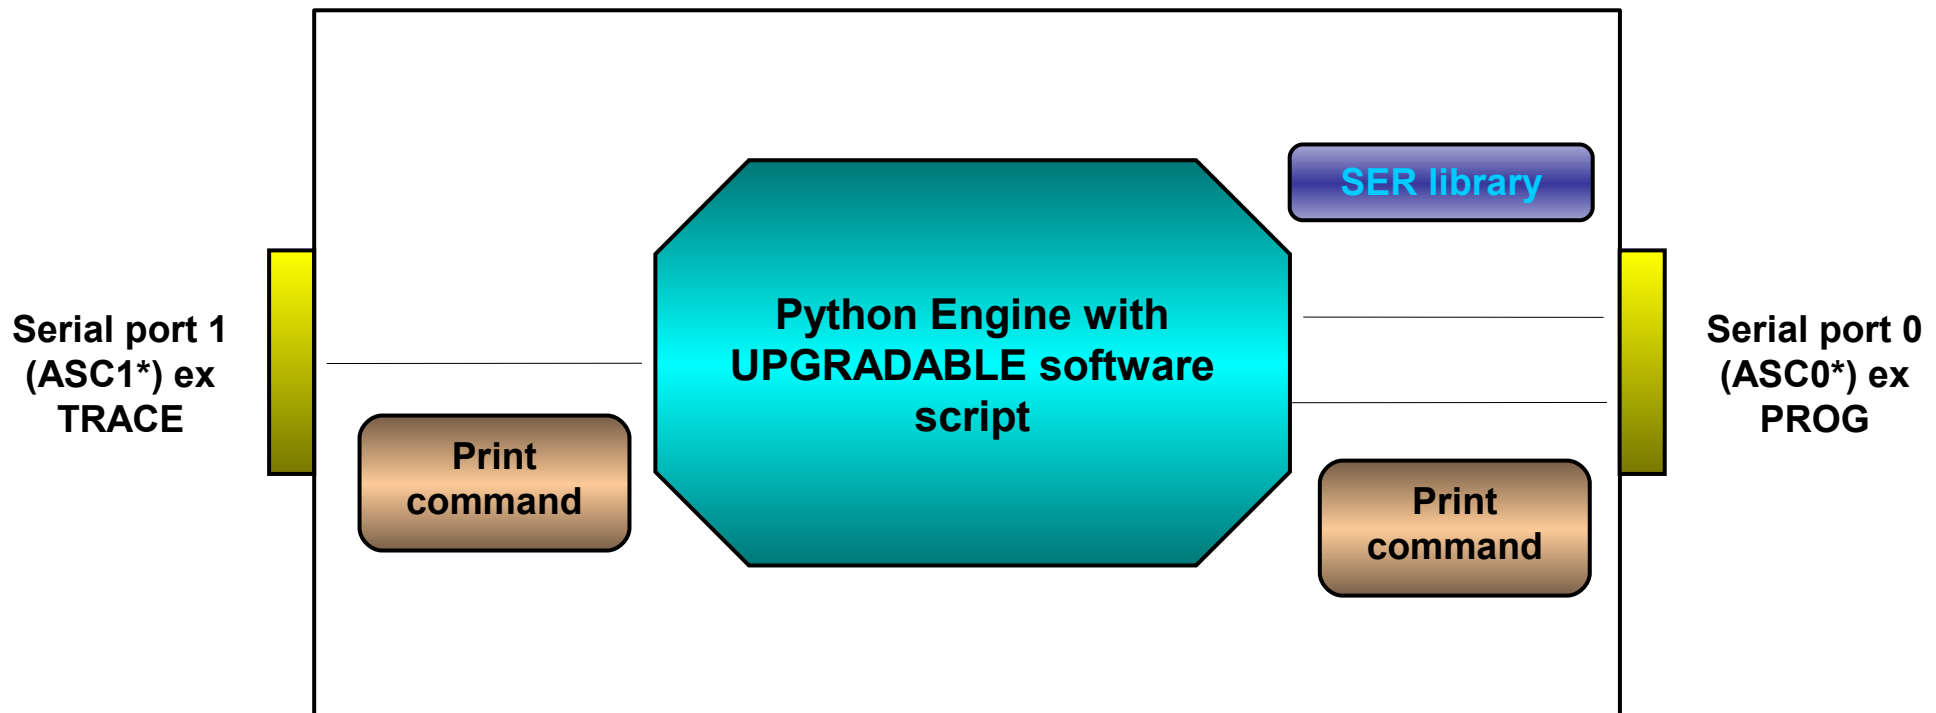 Serial port 1
(ASC1*) ex
TRACE
Print
command
Python Engine with
UPGRADABLE software
script
SER library
Print
command
Serial port 0
(ASC0*) ex
PROG